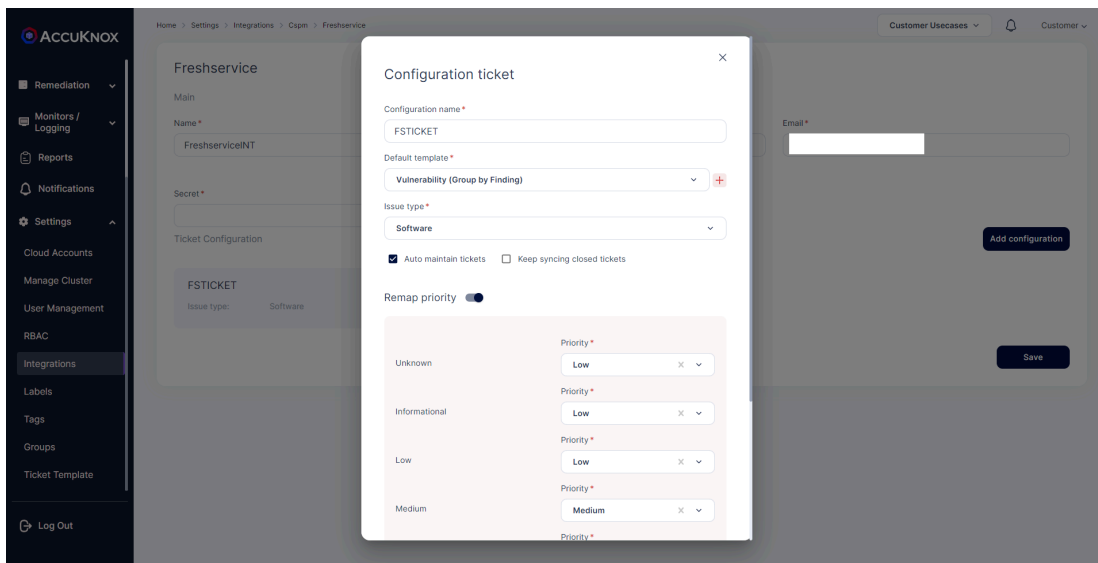 ACCUKNOX
Remediation
Monitors /
Logging
Reports
Notifications
Settings
Cloud Accounts
Manage Cluster
User Management
RBAC
Integrations
Labels
Tags
Groups
Ticket Template
Log Out
Home > Settings > Integrations > Cspm > Freshservice
Customer Usecases
Customer
Freshservice
Main
Name *
FreshserviceINT
Email *
Secret *
Ticket Configuration
Add configuration
FSTICKET
Issue type: Software
Save
Configuration ticket
Configuration name *
FSTICKET
Default template *
Vulnerability (Group by Finding)
Issue type *
Software
Auto maintain tickets Keep syncing closed tickets
Remap priority
Priority *
Unknown Low
Priority *
Informational Low
Priority *
Low Low
Priority *
Medium Medium
Priority *